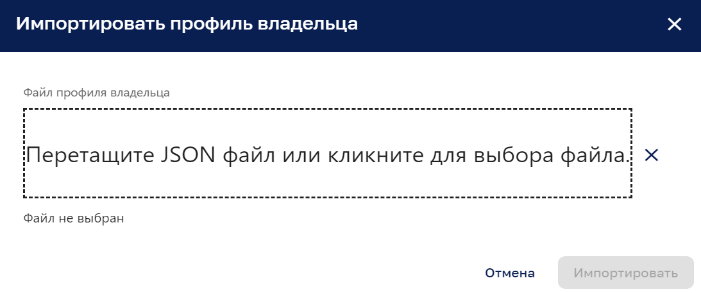 Импортировать профиль владельца
Файл профиля владельца
Перетащите JSON файл или кликните для выбора файла.
Файл не выбран
Отмена
Импортировать